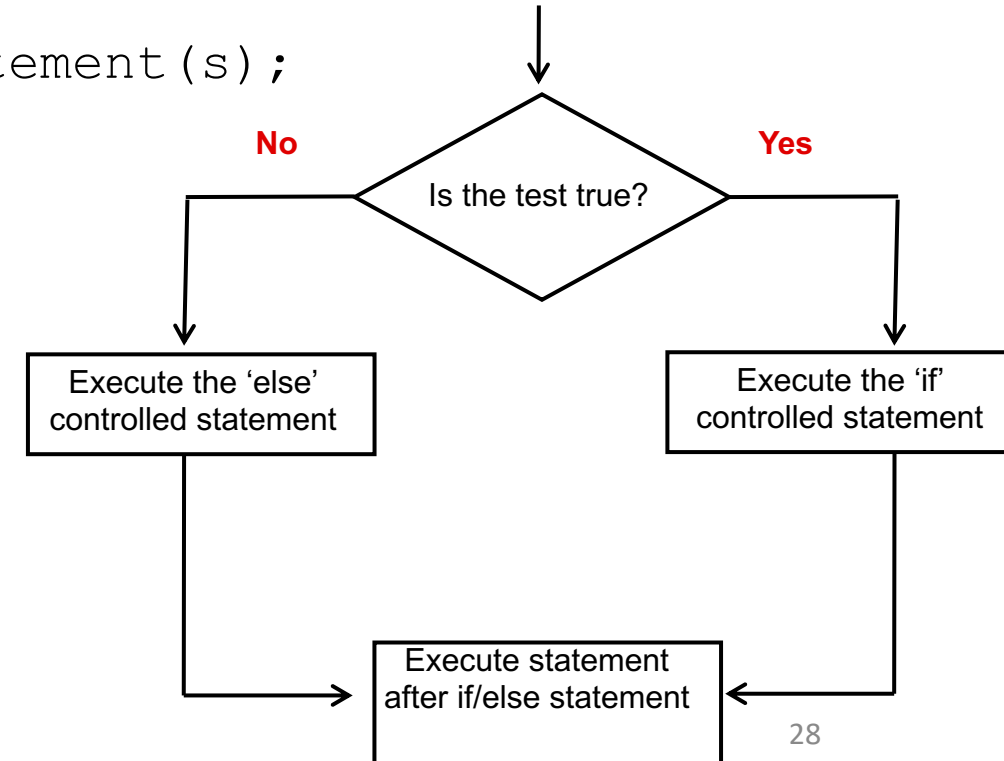 tement(s);
No
Yes
Is the test true?
Execute the ‘else’
controlled statement
Execute the ‘if’
controlled statement
Execute statement
after if/else statement
28